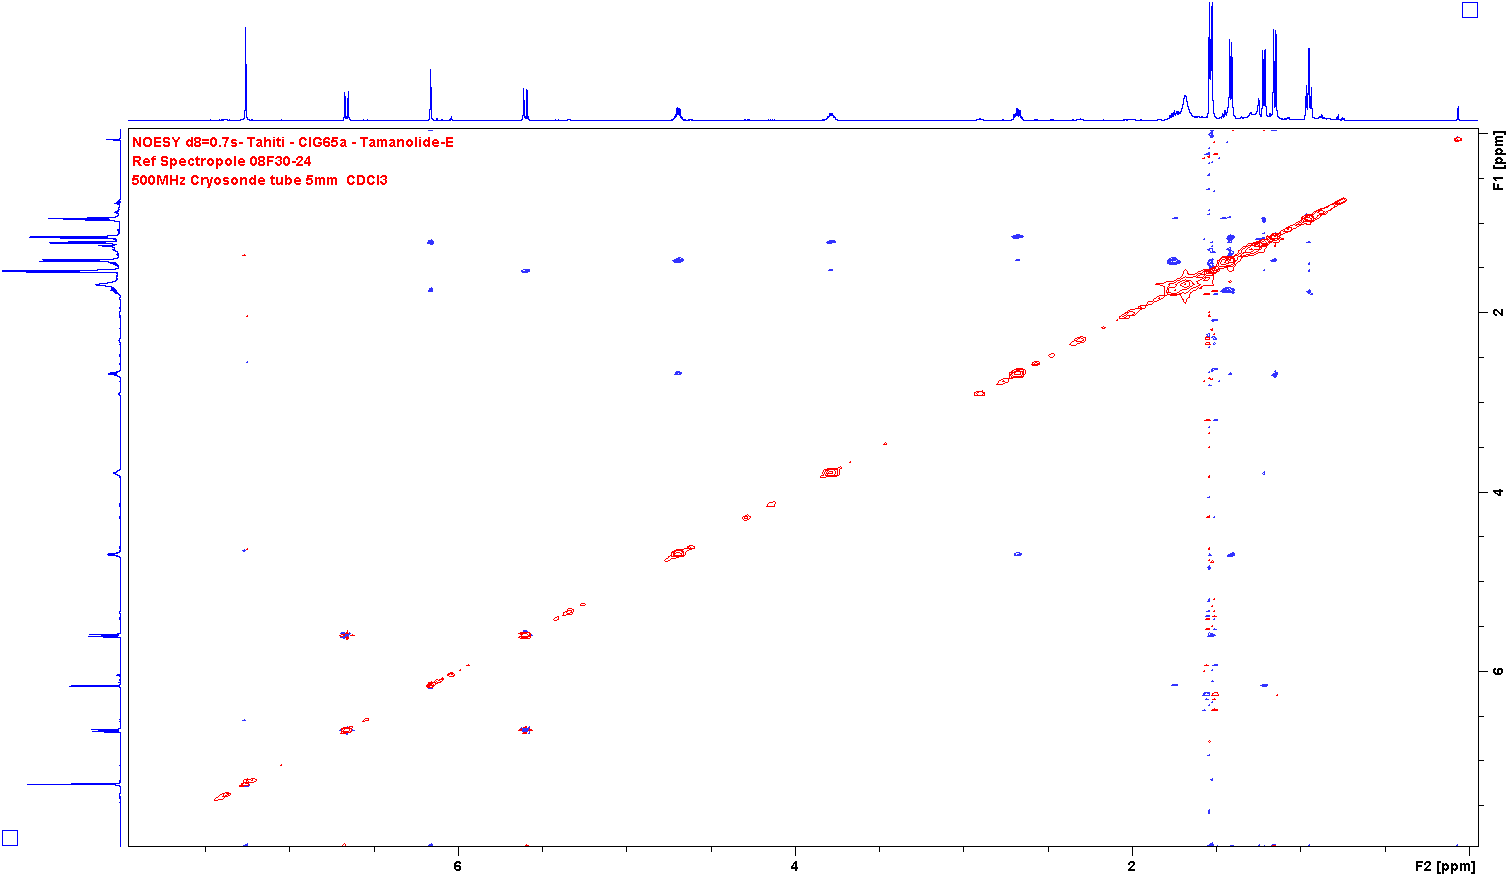 NOESY d8=0.7s- Tahiti - CIG65a - Tamanolide-E
Ref Spectropole 08F30-24
500MHz Cryosonde tube 5mm CDCl3
F1 [ppm]
2
4
6
6
4
2
F2 [ppm]